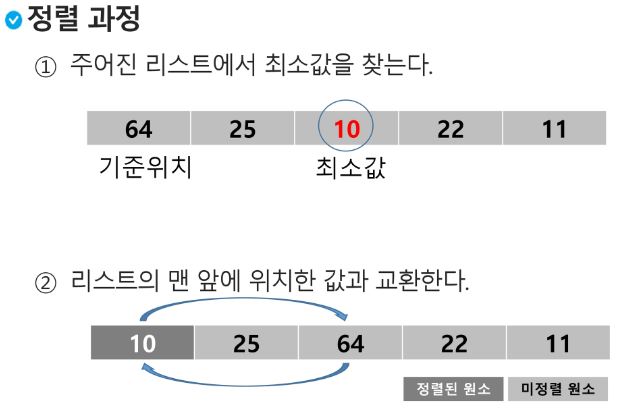 정렬 과정
① 주어진 리스트에서 최소값을 찾는다.
64 25 10 22 11
기준위치 최소값
② 리스트의 맨 앞에 위치한 값과 교환한다.
10 25 64 22 11
정렬된 원소 미정렬 원소